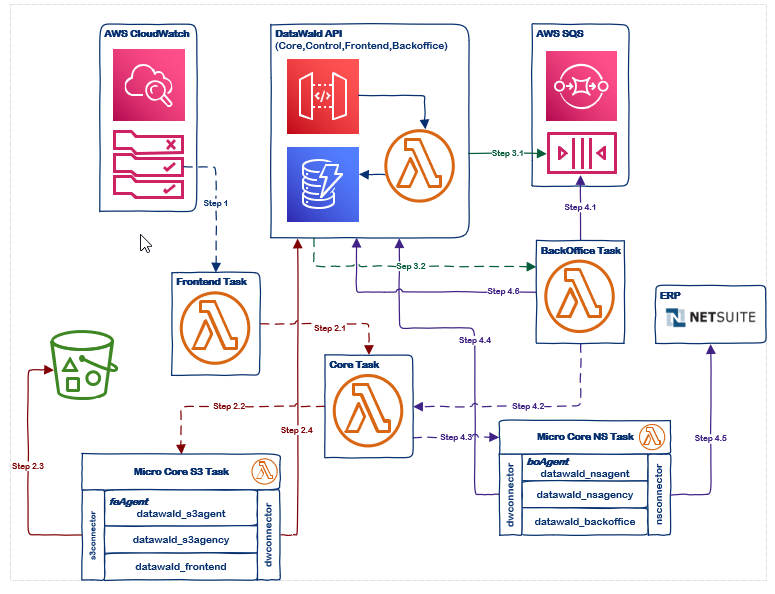 AWS CloudWatch
DataWald API
(Core,Control,Frontend,Backoffice)
AWS SQS
</>
Step 3.1
Step 1
Step 4.1
BackOffice Task
Sep 3.2
Frontend Task
Step 4.6
ERP
NETSUITE
Step 2.1
Step 4.4
Core Task
Step 2.2
Step 4.2
Step 2.4
Step 4.3
Micro Core NS Task
Step 4.5
Step 2.3
Micro Core S3 Task
dwconnector
boAgent
datawald_nsagent
datawald_nsagency
datawald_backoffice
nsconnector
s3connector
feAgent
datawald_s3agent
datawald_s3agency
datawald_frontend
dwconnector